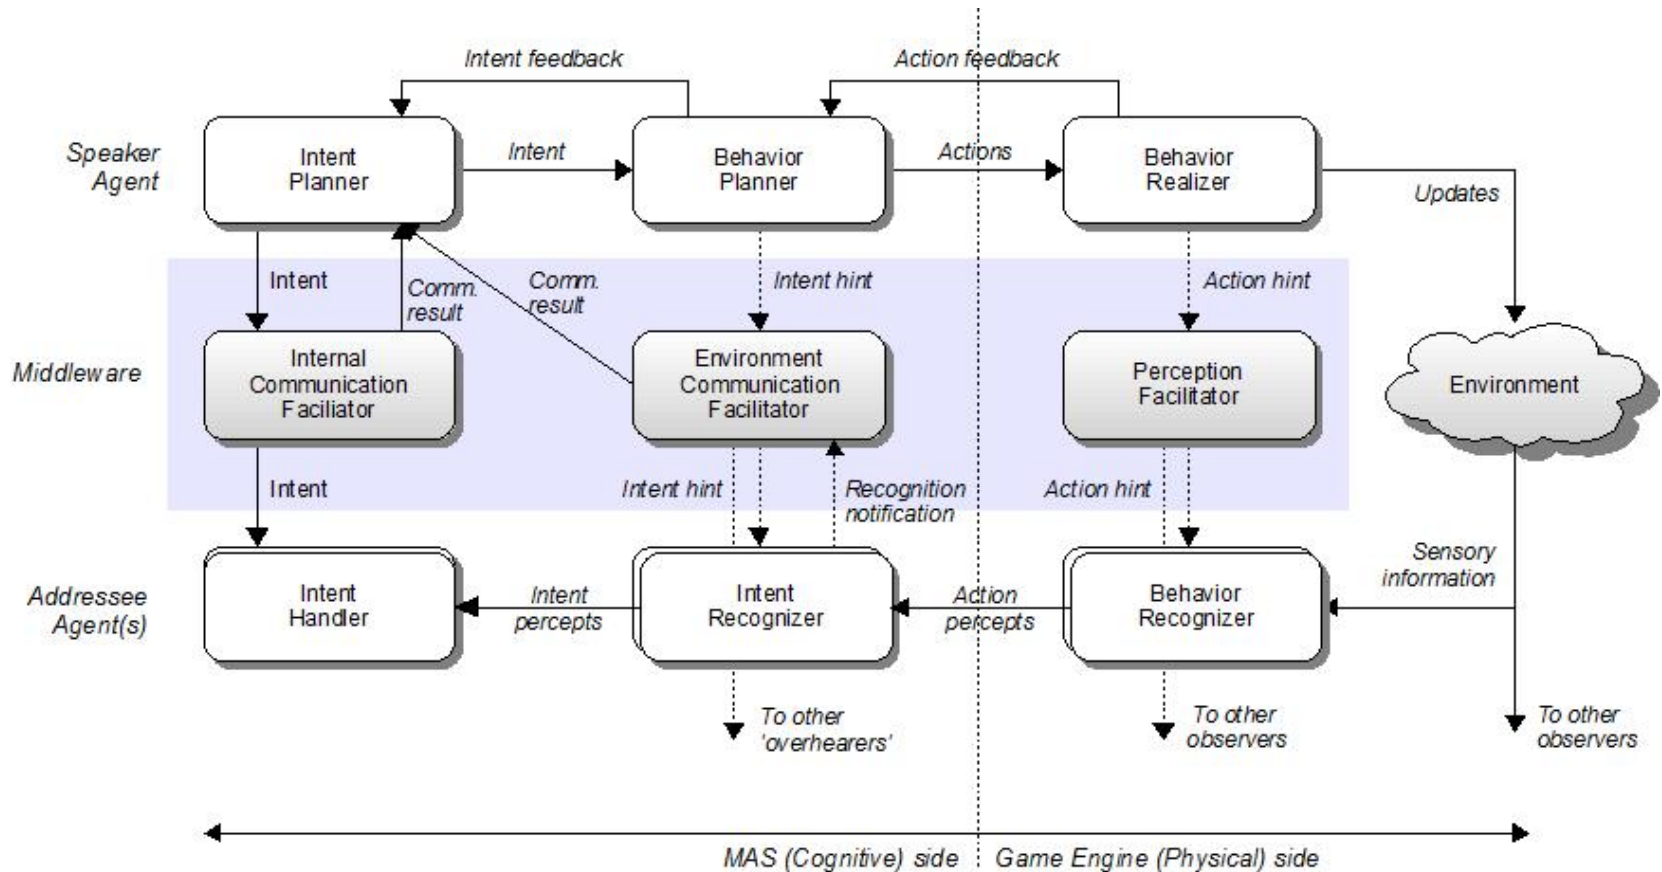 Intent feedback
Action feedback
Speaker
Agent
Intent
Planner
Intent
Behavior
Planner
Actions
Behavior
Realizer
Updates
Intent
Comm.
result
Comm.
result
Intent hint
Action hint
Middleware
Internal
Communication
Faciliator
Environment
Communication
Facilitator
Perception
Facilitator
Environment
Intent
Intent hint
Recognition
notification
Action hint
Sensory
information
Addressee
Agent(s)
Intent
Handler
Intent
percepts
Intent
Recognizer
Action
percepts
Behavior
Recognizer
To other
'overhearers'
To other
observers
To other
observers
MAS (Cognitive) side
Game Engine (Physical) side